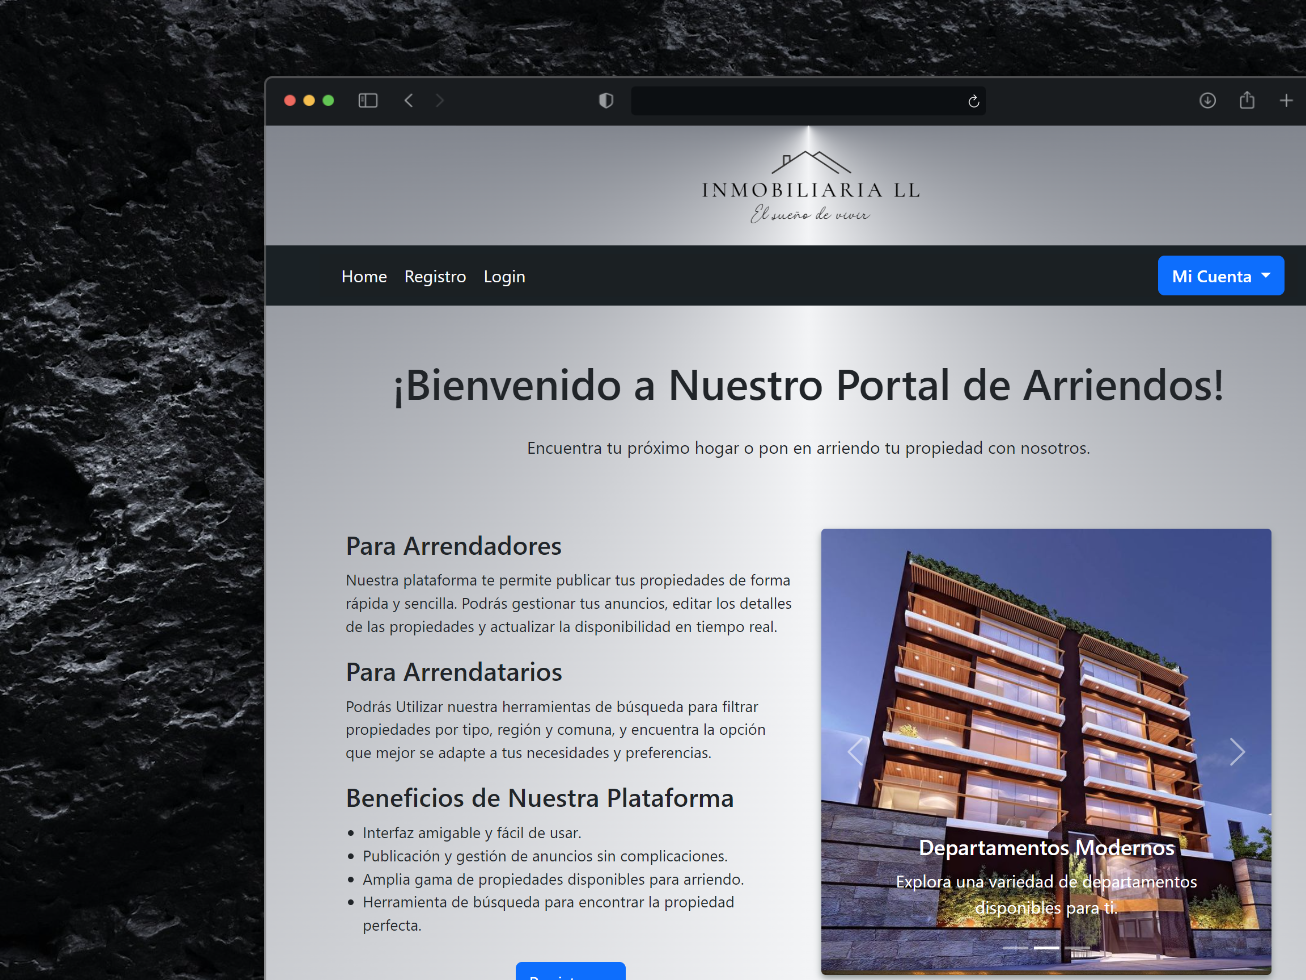 INMOBILIARIA LL
El sueño de vivir
Home Registro Login
Mi Cuenta
¡Bienvenido a Nuestro Portal de Arriendos!
Encuentra tu próximo hogar o pon en arriendo tu propiedad con nosotros.
Para Arrendadores
Nuestra plataforma te permite publicar tus propiedades de forma
rápida y sencilla. Podrás gestionar tus anuncios, editar los detalles
de las propiedades y actualizar la disponibilidad en tiempo real.
Para Arrendatarios
Podrás Utilizar nuestra herramientas de búsqueda para filtrar
propiedades por tipo, región y comuna, y encuentra la opción
que mejor se adapte a tus necesidades y preferencias.
Beneficios de Nuestra Plataforma
Interfaz amigable y fácil de usar.
Publicación y gestión de anuncios sin complicaciones.
Amplia gama de propiedades disponibles para arriendo.
Herramienta de búsqueda para encontrar la propiedad
perfecta.
Departamentos Modernos
Explora una variedad de departamentos
disponibles para ti.